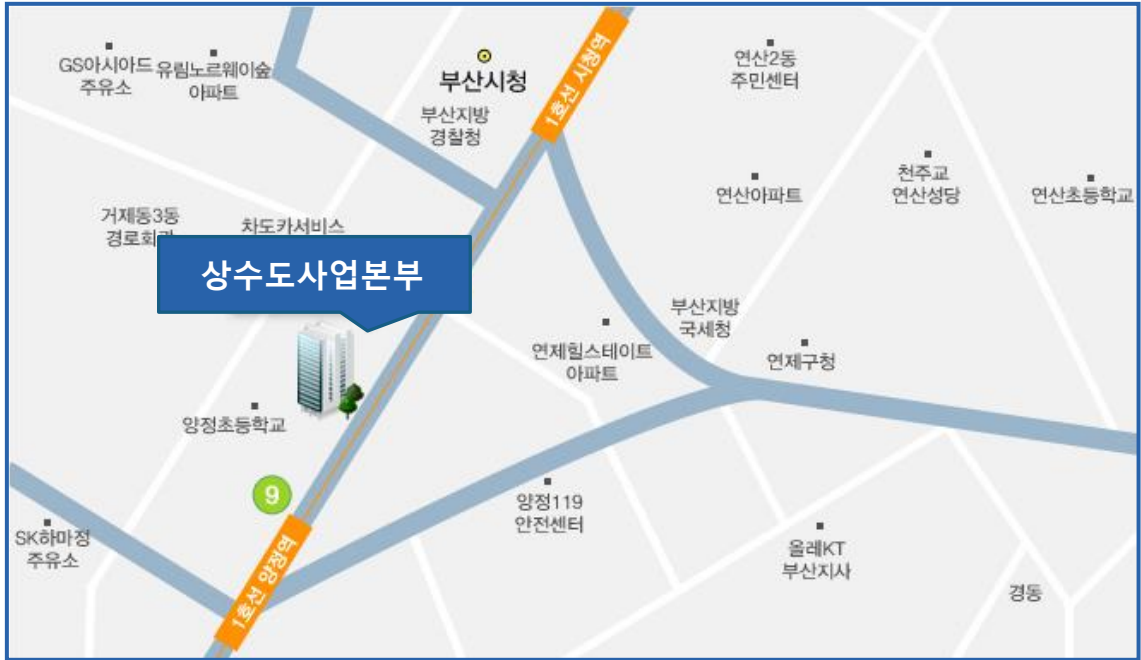 GS아시아드
주유소
유림노르웨이숲
아파트
부산시청
1호선 시청역
연산2동
주민센터
부산지방
경찰청
천주교
연산성당
연산아파트
연산초등학교
거제동3동
차도카서비스
상수도사업본부
부산지방
국세청
연제힐스테이트
아파트
연제구청
양정초등학교
9
양정119
안전센터
SK하마정
주유소
1호선 양정역
올레KT
부산지사
경동